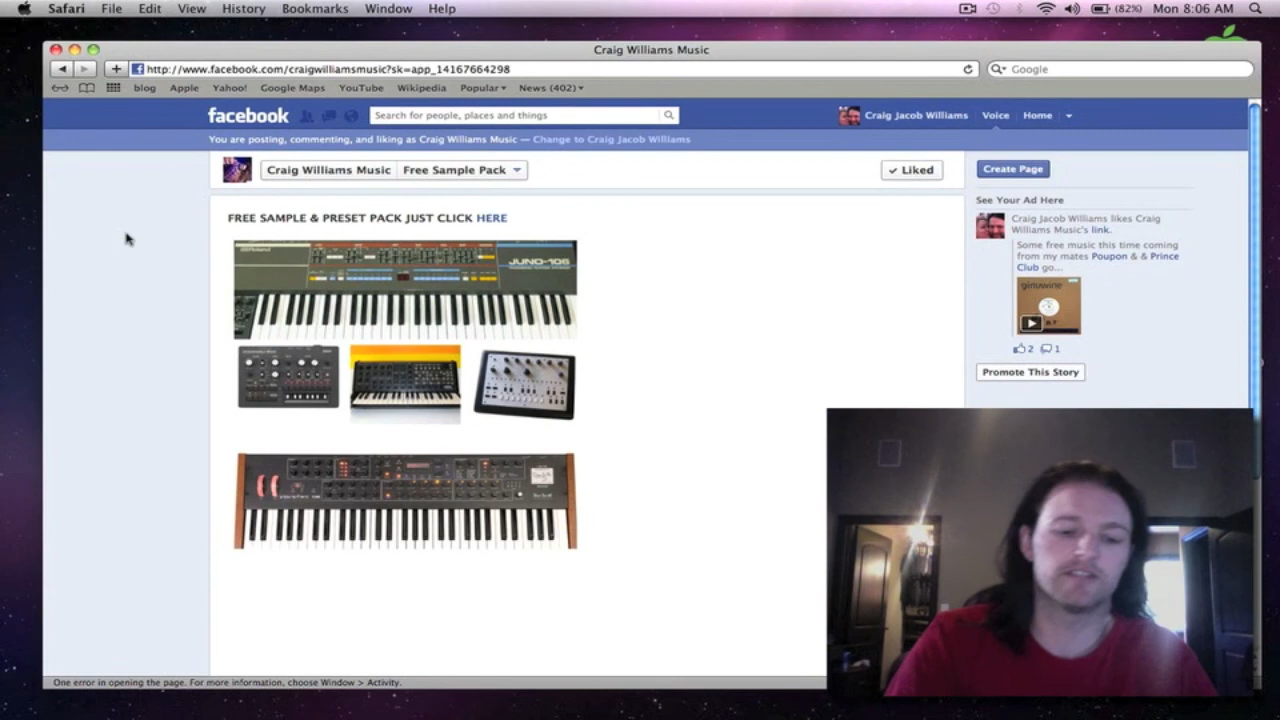 Safari File Edit View History Bookmarks Window Help (82%) Mon 8:06 AM
Craig Williams Music
http://www.facebook.com/craigwilliamsmusic?sk=app_14167664298 Google
blog Apple Yahoo! Google Maps YouTube Wikipedia Popular News (402)
facebook Search for people, places and things Craig Jacob Williams Voice Home
You are posting, commenting, and liking as Craig Williams Music — Change to Craig Jacob Williams
Craig Williams Music Free Sample Pack Liked Create Page
See Your Ad Here
Craig Jacob Williams likes Craig
Williams Music's link.
Some free music this time coming
from my mates Poupon & & Prince
Club go...
ginuwine
2 1
Promote This Story
FREE SAMPLE & PRESET PACK JUST CLICK HERE
Roland
JUNO-106
One error in opening the page. For more information, choose Window > Activity.